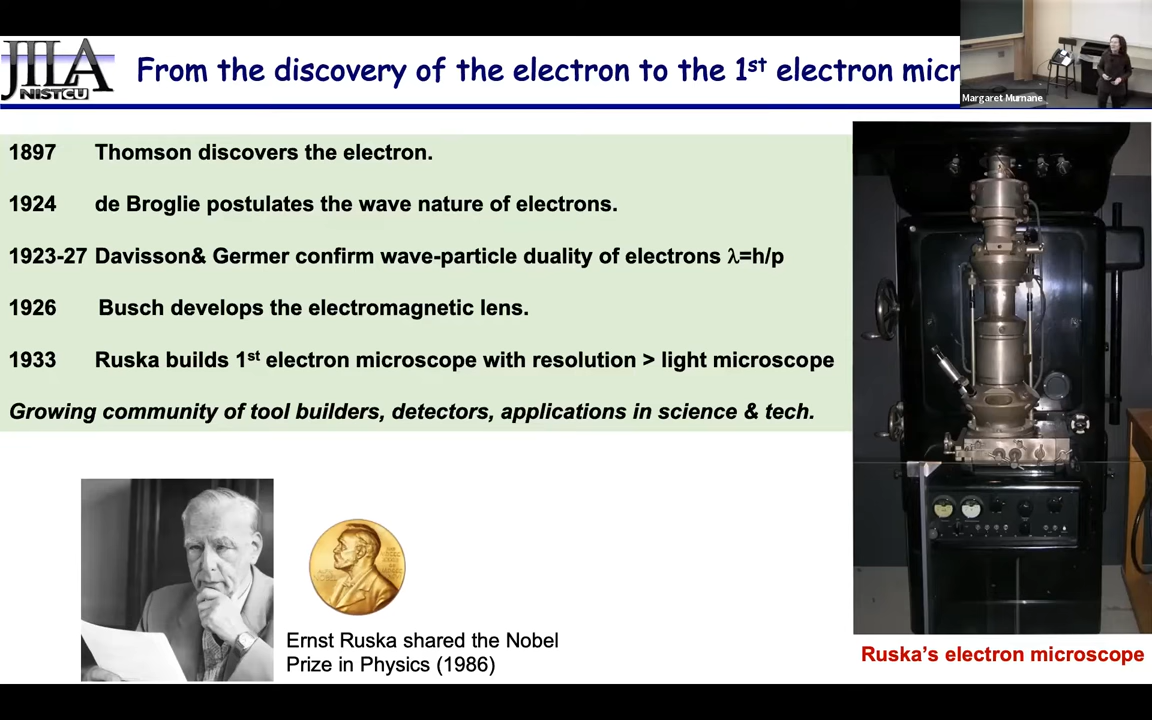 JILA
NIST CU
From the discovery of the electron to the 1st electron micr
Margaret Murnane
1897 Thomson discovers the electron.
1924 de Broglie postulates the wave nature of electrons.
1923-27 Davisson& Germer confirm wave-particle duality of electrons λ=h/p
1926 Busch develops the electromagnetic lens.
1933 Ruska builds 1st electron microscope with resolution > light microscope
Growing community of tool builders, detectors, applications in science & tech.
Ernst Ruska shared the Nobel
Prize in Physics (1986)
Ruska's electron microscope